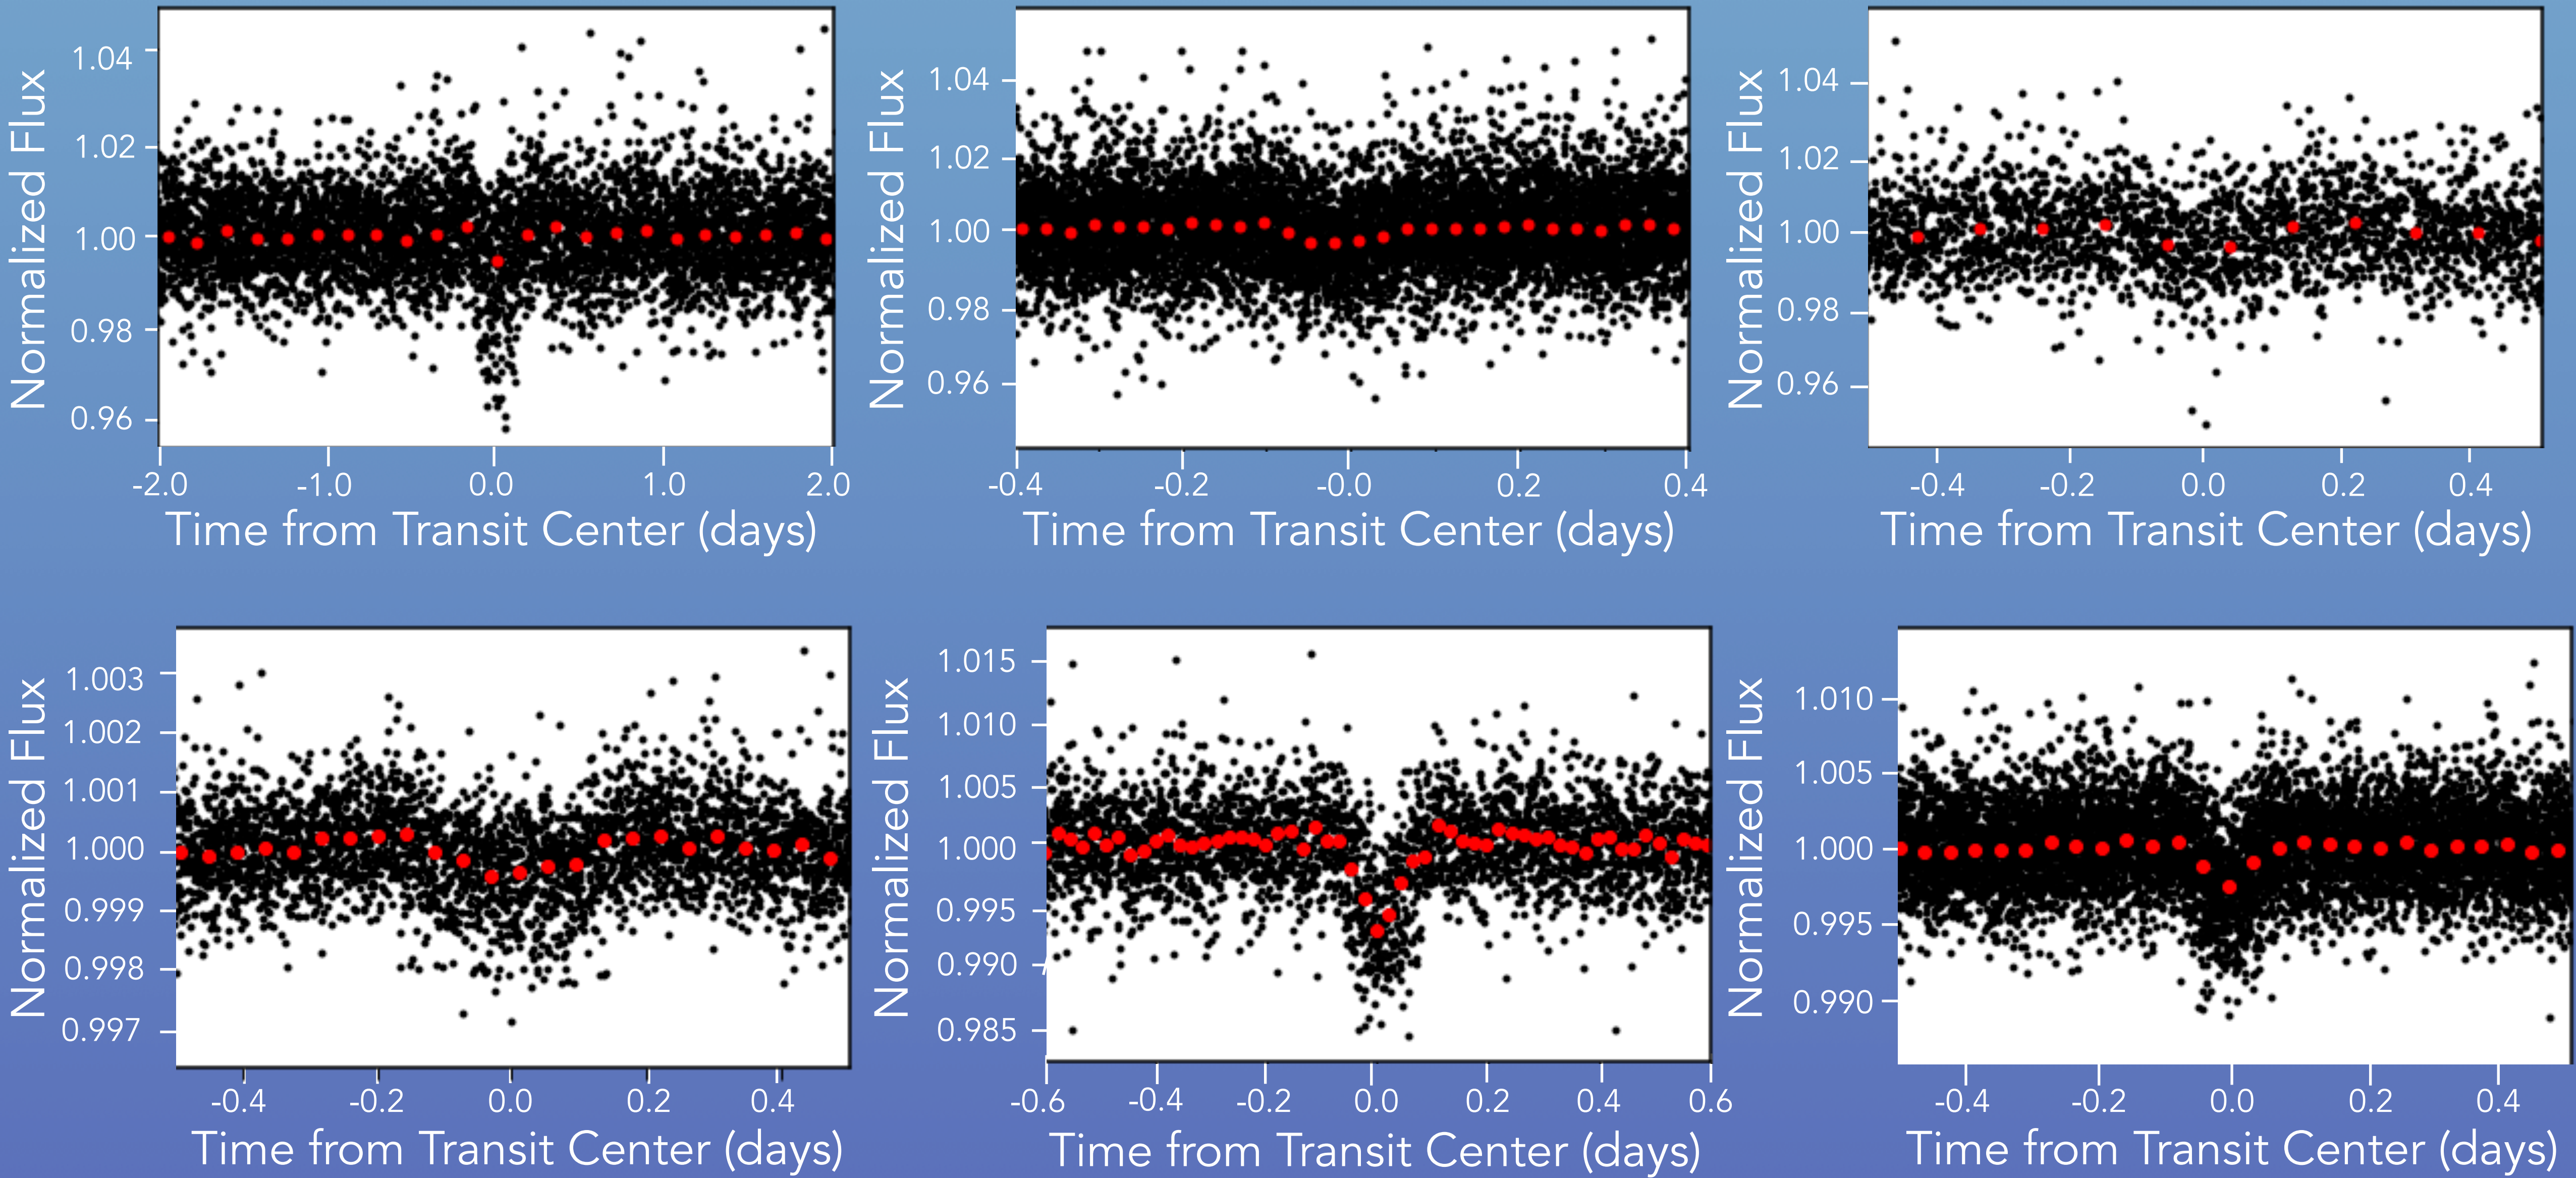 Normalized Flux
1.04
1.02
1.00
0.98
0.96
-2.0 -1.0 0.0 1.0 2.0
Time from Transit Center (days)
Normalized Flux
1.04
1.02
1.00
0.98
0.96
-0.4 -0.2 -0.0 0.2 0.4
Time from Transit Center (days)
Normalized Flux
1.04
1.02
1.00
0.98
0.96
-0.4 -0.2 0.0 0.2 0.4
Time from Transit Center (days)
Normalized Flux
1.003
1.002
1.001
1.000
0.999
0.998
0.997
-0.4 -0.2 0.0 0.2 0.4
Time from Transit Center (days)
Normalized Flux
1.015
1.010
1.005
1.000
0.995
0.990
0.985
-0.6 -0.4 -0.2 0.0 0.2 0.4 0.6
Time from Transit Center (days)
Normalized Flux
1.010
1.005
1.000
0.995
0.990
-0.4 -0.2 0.0 0.2 0.4
Time from Transit Center (days)